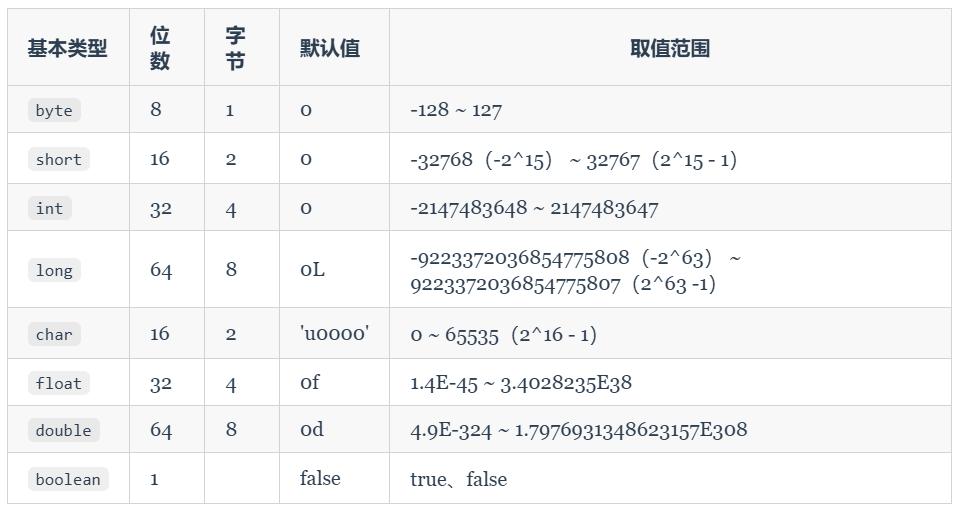 基本类型 位数 字节 默认值 取值范围
byte 8 1 0 -128 ~ 127
short 16 2 0 -32768（-2^15） ~ 32767（2^15 - 1）
int 32 4 0 -2147483648 ~ 2147483647
long 64 8 0L -9223372036854775808（-2^63） ~
9223372036854775807（2^63 -1）
char 16 2 'u0000' 0 ~ 65535（2^16 - 1）
float 32 4 0f 1.4E-45 ~ 3.4028235E38
double 64 8 0d 4.9E-324 ~ 1.7976931348623157E308
boolean 1 false true、false